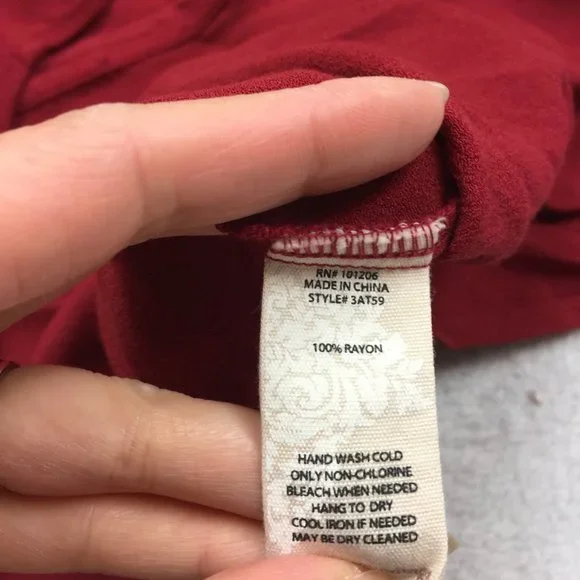 RN# 101206
MADE IN CHINA
STYLE# 3AT59
100% RAYON
HAND WASH COLD
ONLY NON-CHLORINE
BLEACH WHEN NEEDED
HANG TO DRY
COOL IRON IF NEEDED
MAY BE DRY CLEANED